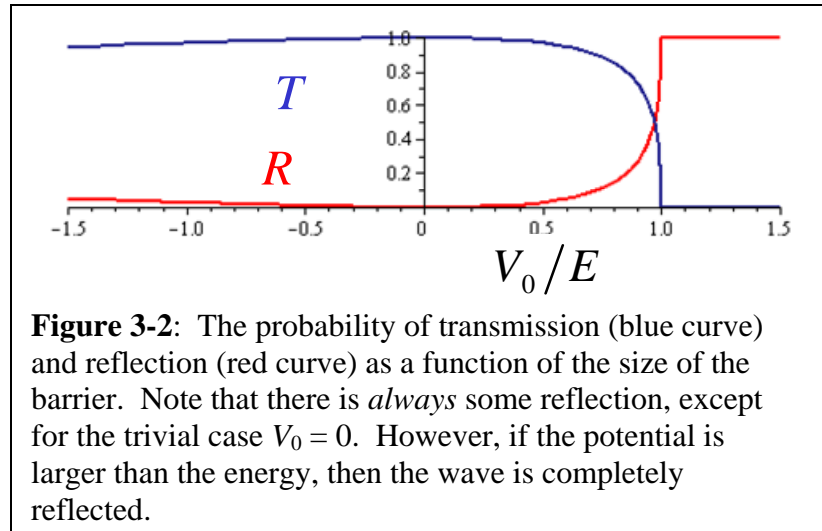 1.0
0.8
T
0.6
0.4
R
0.2
−1.5 −1.0 −0.5 0 0.5 1.0 1.5
V₀/E
Figure 3-2: The probability of transmission (blue curve)
and reflection (red curve) as a function of the size of the
barrier. Note that there is always some reflection, except
for the trivial case V₀ = 0. However, if the potential is
larger than the energy, then the wave is completely
reflected.